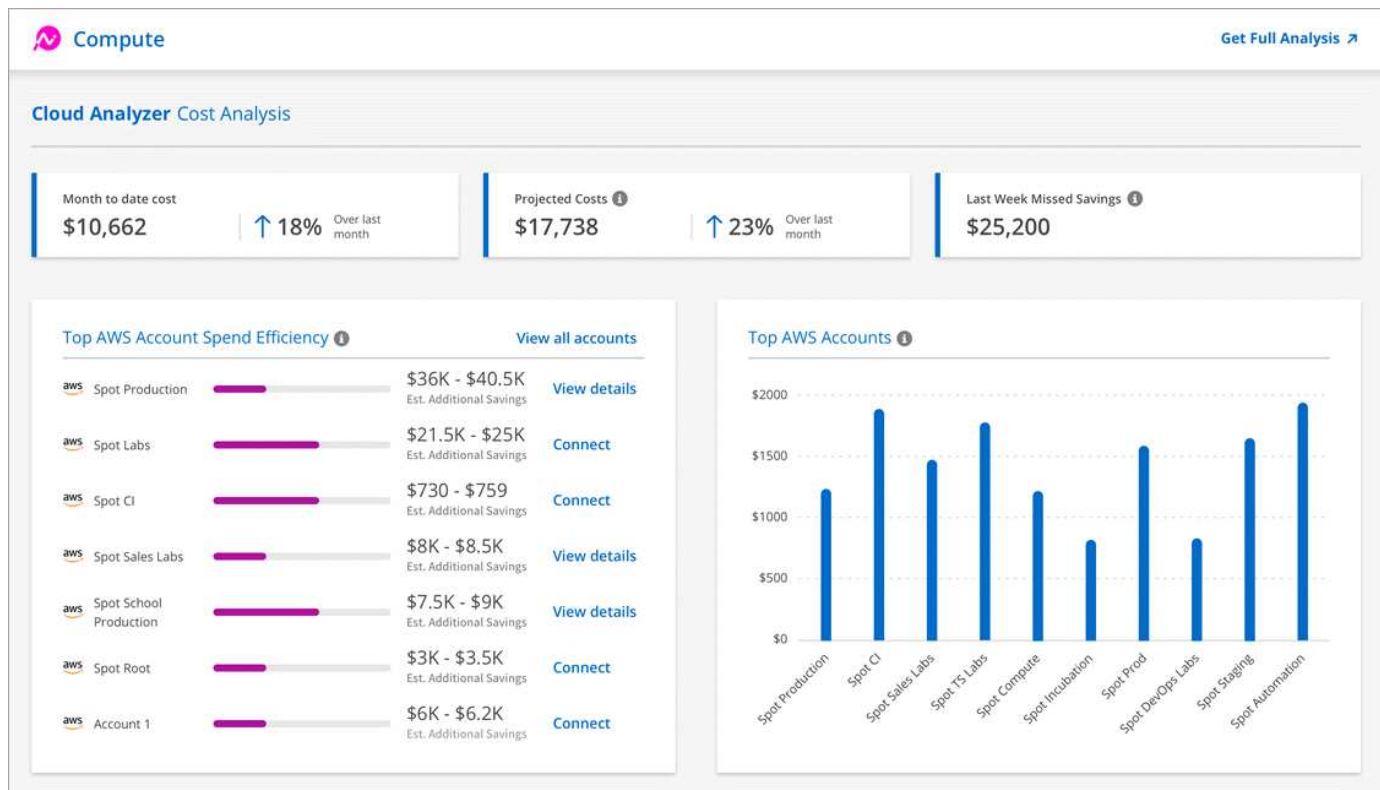 Compute
Get Full Analysis ↗
Cloud Analyzer Cost Analysis
Month to date cost
$10,662
↑ 18%
Over last
month
Projected Costs
$17,738
↑ 23%
Over last
month
Last Week Missed Savings
$25,200
Top AWS Account Spend Efficiency
View all accounts
aws Spot Production
$36K - $40.5K
Est. Additional Savings
View details
aws Spot Labs
$21.5K - $25K
Est. Additional Savings
Connect
aws Spot CI
$730 - $759
Est. Additional Savings
Connect
aws Spot Sales Labs
$8K - $8.5K
Est. Additional Savings
View details
aws Spot School
Production
$7.5K - $9K
Est. Additional Savings
View details
aws Spot Root
$3K - $3.5K
Est. Additional Savings
Connect
aws Account 1
$6K - $6.2K
Est. Additional Savings
Connect
Top AWS Accounts
$2000
$1500
$1000
$500
$0
Spot Production
Spot CI
Spot Sales Labs
Spot TS Labs
Spot Compute
Spot Incubation
Spot Prod
Spot DevOps Labs
Spot Staging
Spot Automation